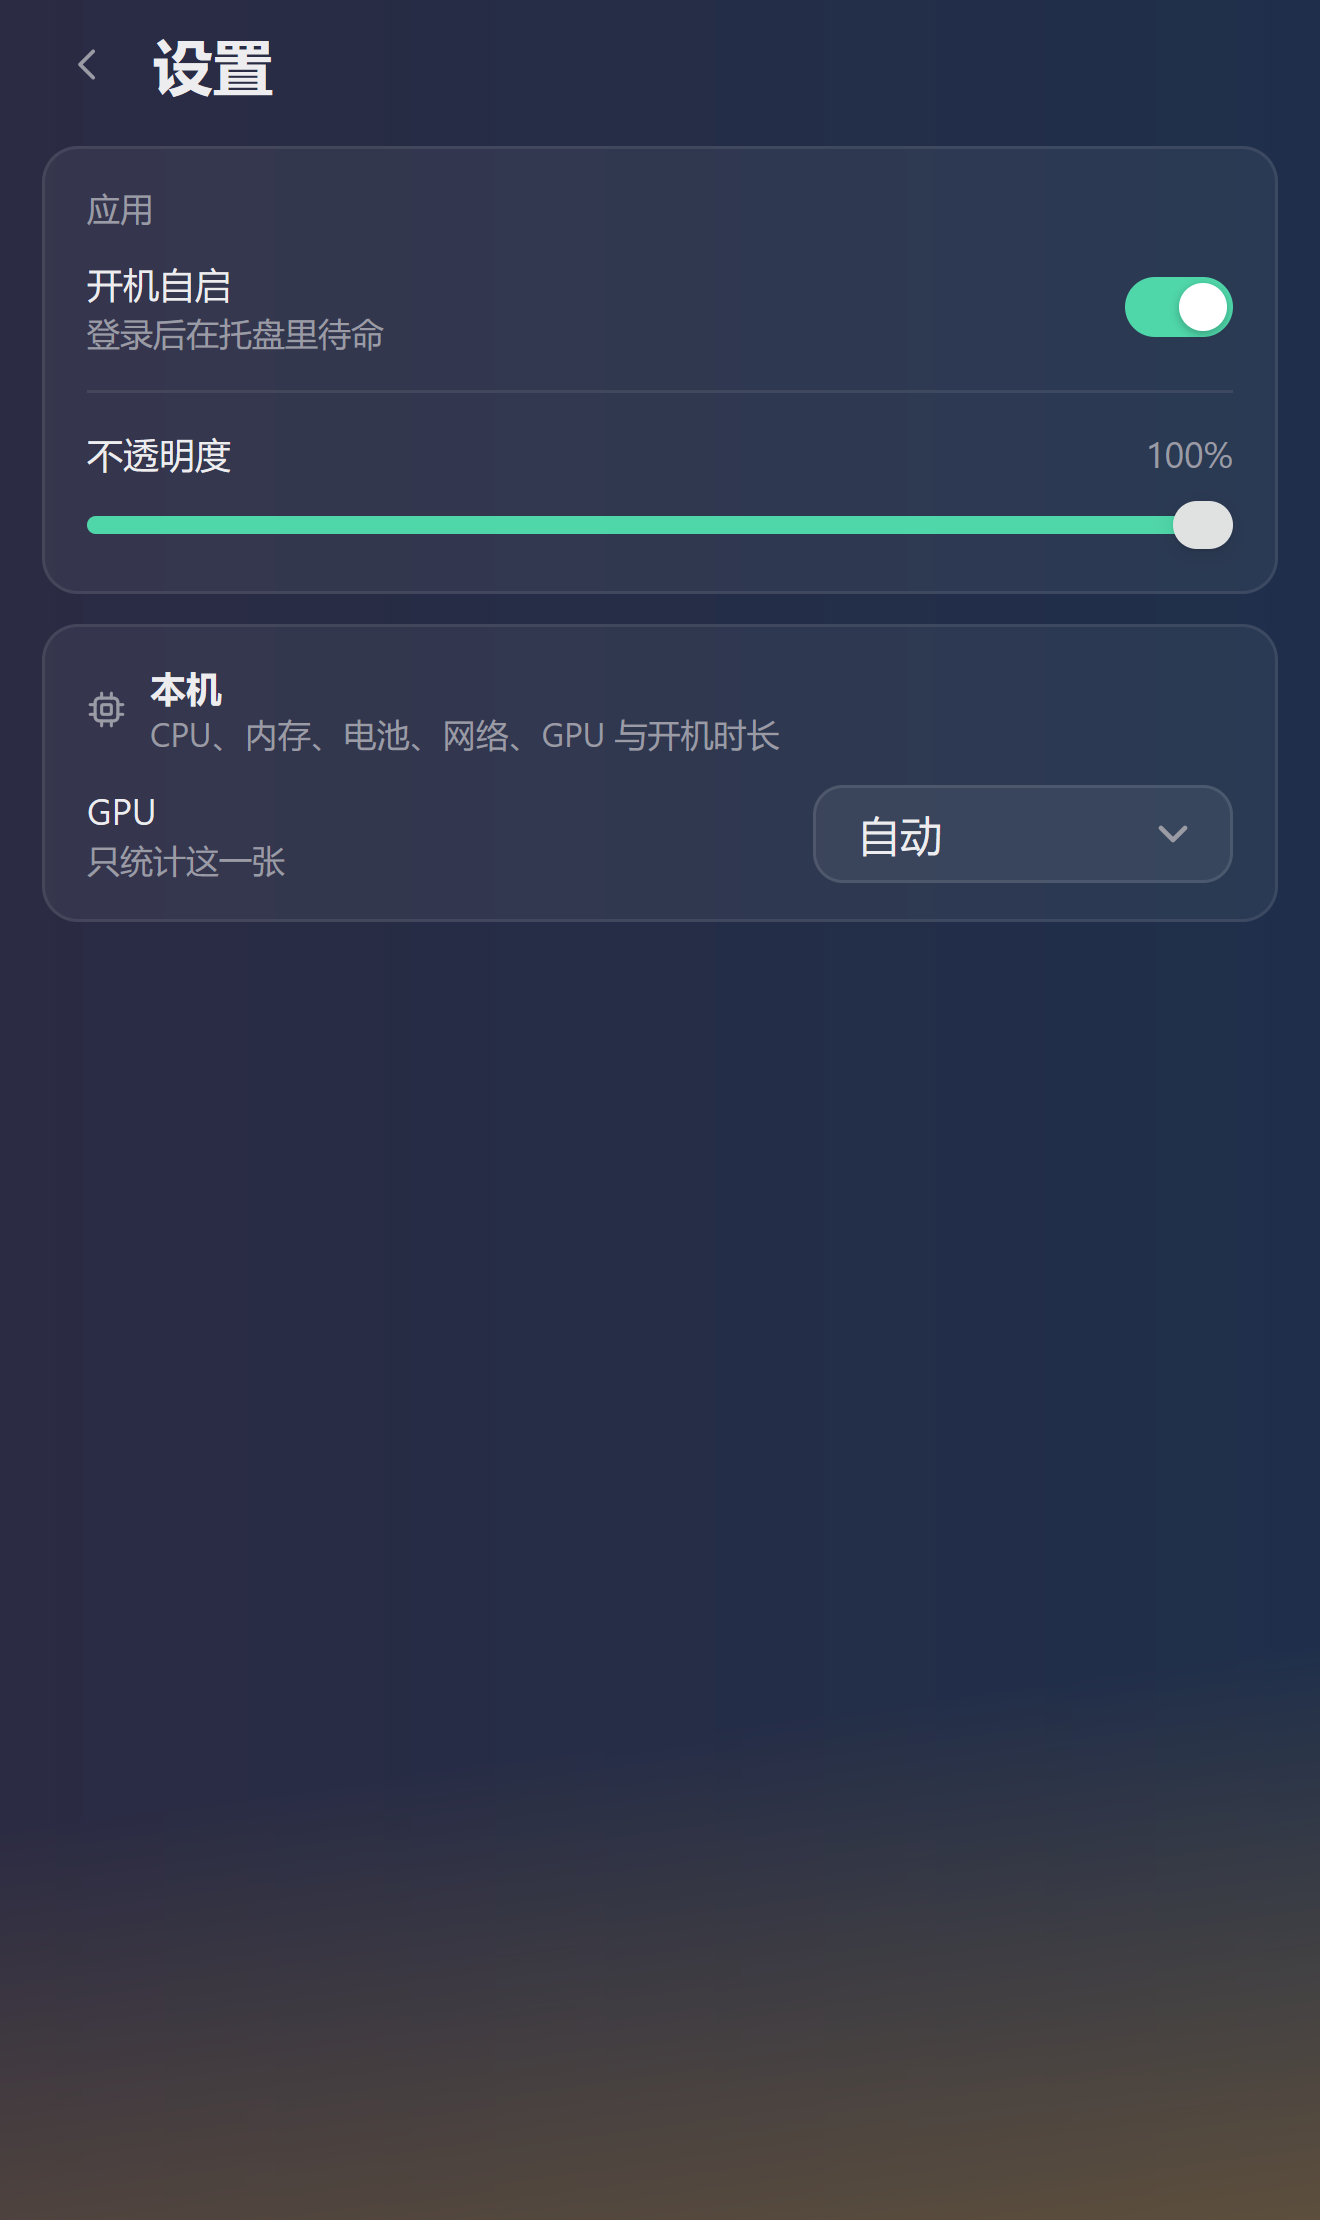 设置
应用
开机自启
登录后在托盘里待命
不透明度
100%
本机
CPU、内存、电池、网络、GPU 与开机时长
GPU
只统计这一张
自动